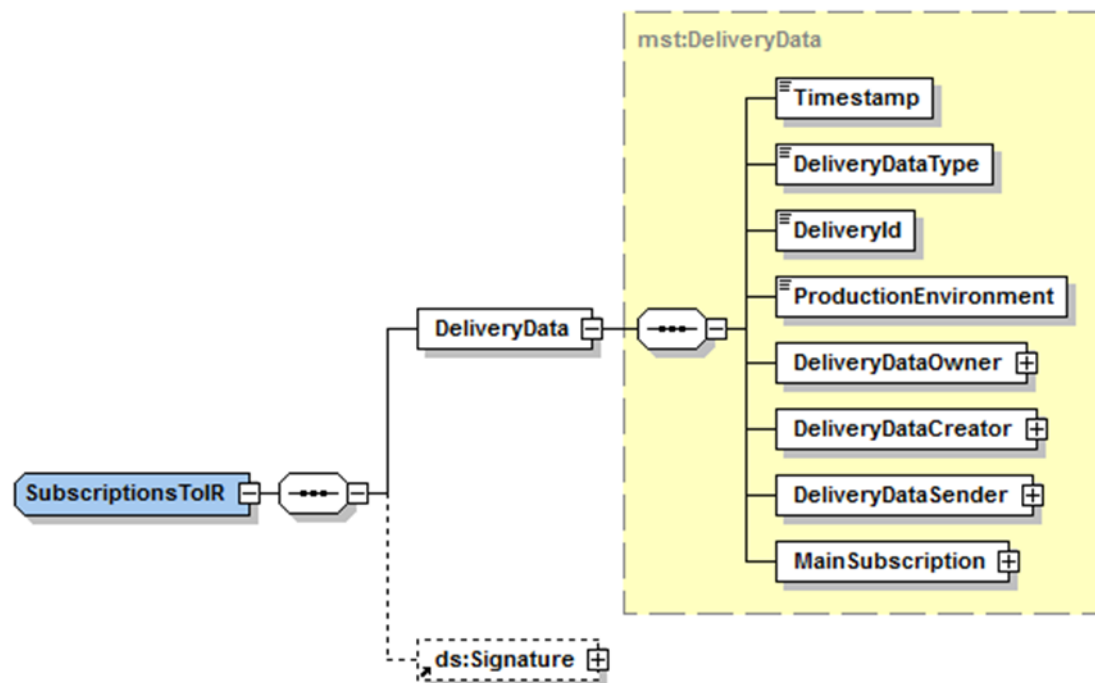 mst:DeliveryData
Timestamp
DeliveryDataType
DeliveryId
ProductionEnvironment
DeliveryData
DeliveryDataOwner
DeliveryDataCreator
SubscriptionsToIR
DeliveryDataSender
MainSubscription
ds:Signature